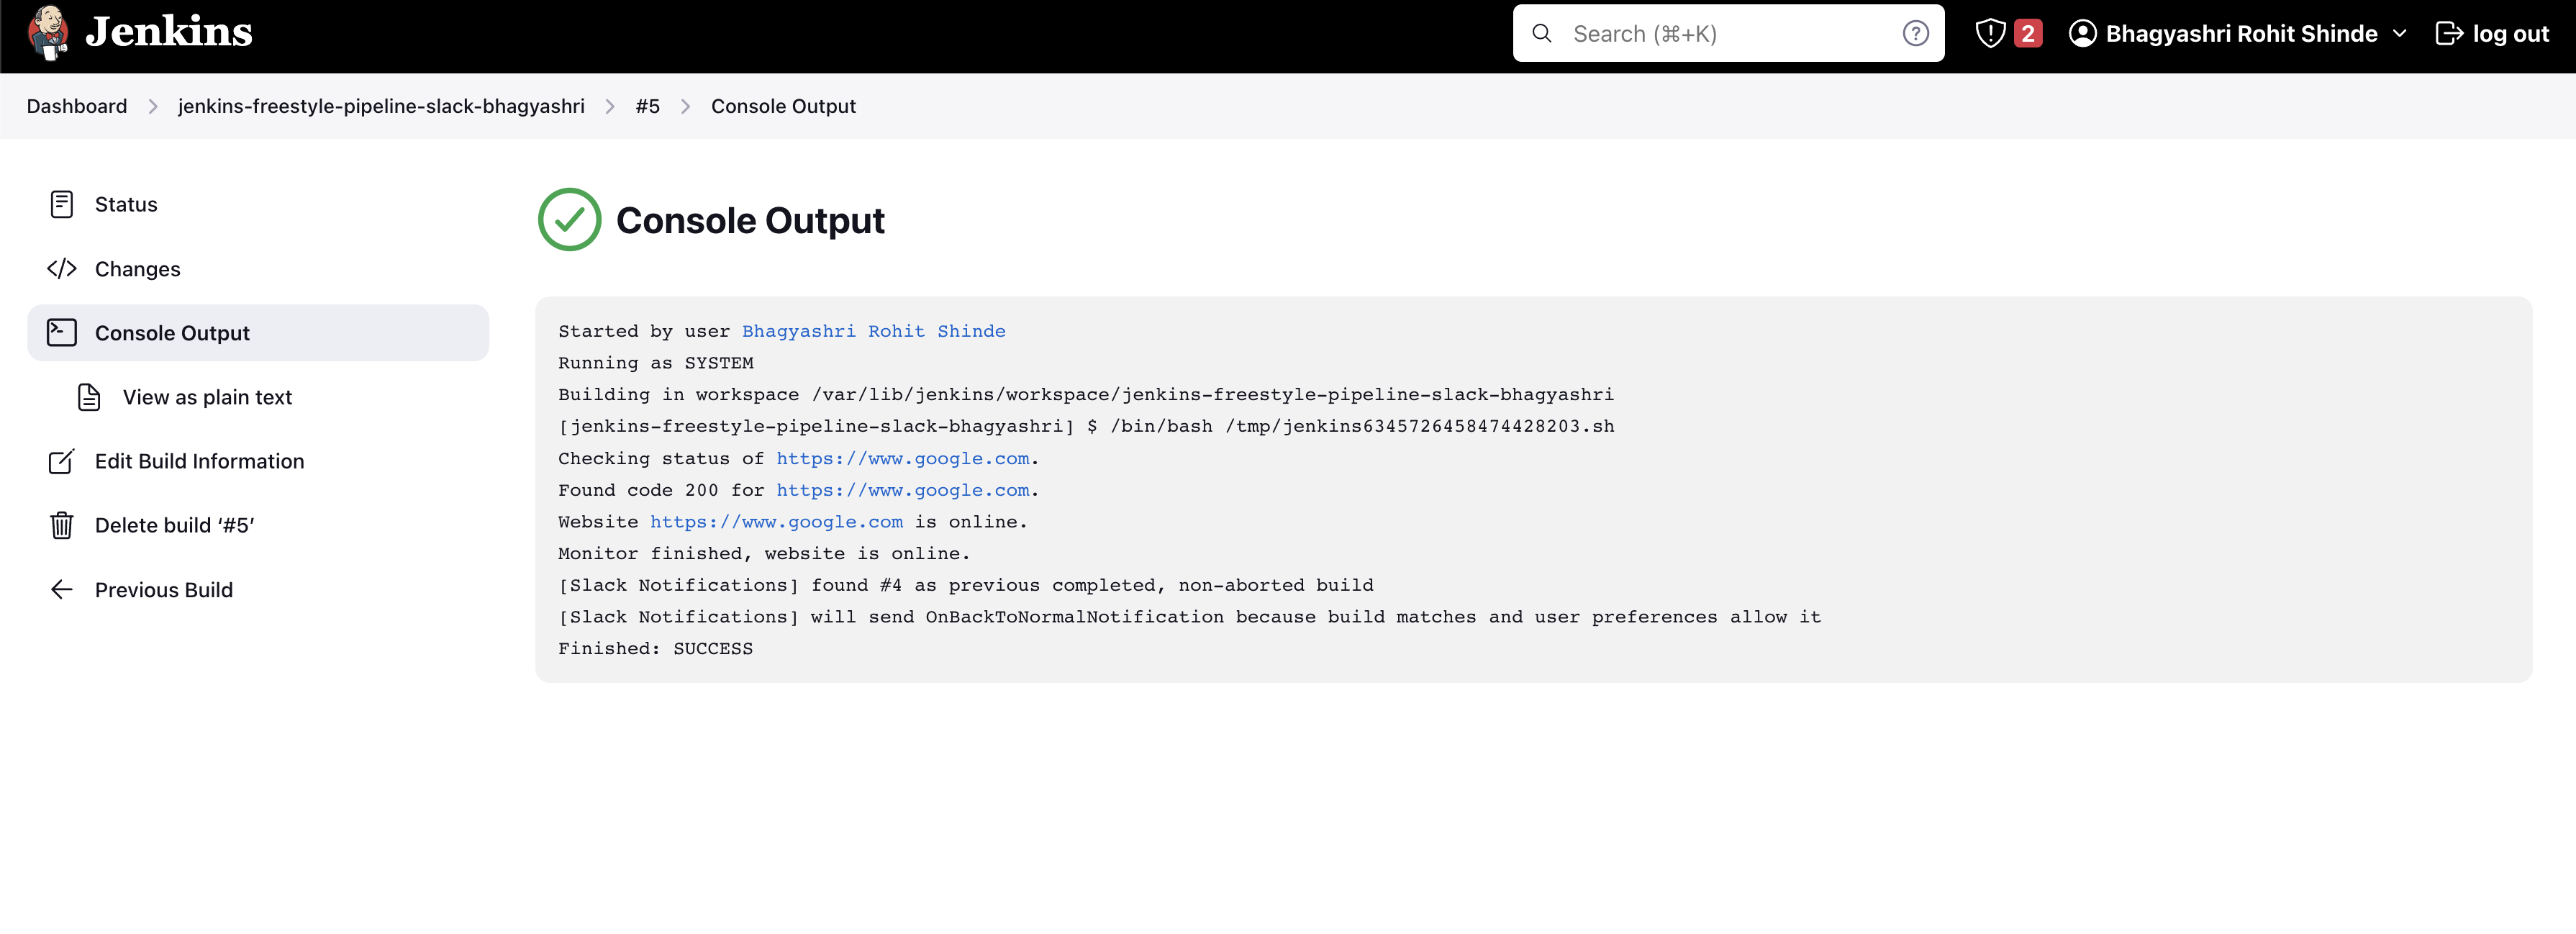 Jenkins
Search (⌘+K)
2
Bhagyashri Rohit Shinde
log out
Dashboard > jenkins-freestyle-pipeline-slack-bhagyashri > #5 > Console Output
Status
Changes
Console Output
View as plain text
Edit Build Information
Delete build ‘#5’
Previous Build
Console Output
Started by user Bhagyashri Rohit Shinde
Running as SYSTEM
Building in workspace /var/lib/jenkins/workspace/jenkins-freestyle-pipeline-slack-bhagyashri
[jenkins-freestyle-pipeline-slack-bhagyashri] $ /bin/bash /tmp/jenkins6345726458474428203.sh
Checking status of https://www.google.com.
Found code 200 for https://www.google.com.
Website https://www.google.com is online.
Monitor finished, website is online.
[Slack Notifications] found #4 as previous completed, non-aborted build
[Slack Notifications] will send OnBackToNormalNotification because build matches and user preferences allow it
Finished: SUCCESS